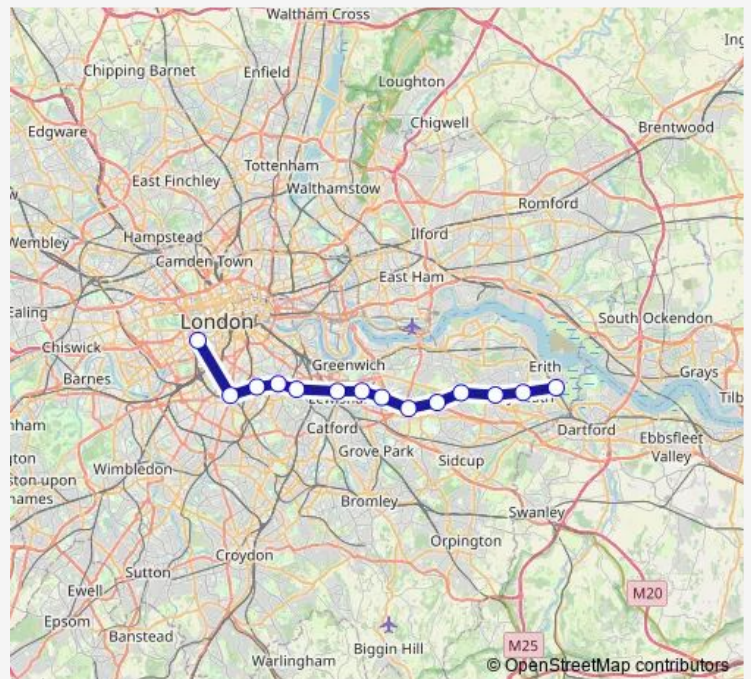 Waltham Cross
Chipping Barnet
Enfield
Loughton
Chigwell
Edgware
Brentwood
Tottenham
East Finchley
Walthamstow
Romford
Hampstead
Ilford
Wembley
Camden Town
East Ham
London
South Ockendon
Ealing
Chiswick
Greenwich
Erith
Grays
Barnes
Catford
Dartford
Ebbsfleet
Valley
Grove Park
Sidcup
Wimbledon
Bromley
Swanley
Orpington
Croydon
Sutton
Ewell
M20
Epsom
Banstead
Biggin Hill
M25
Warlingham
© OpenStreetMap contributors